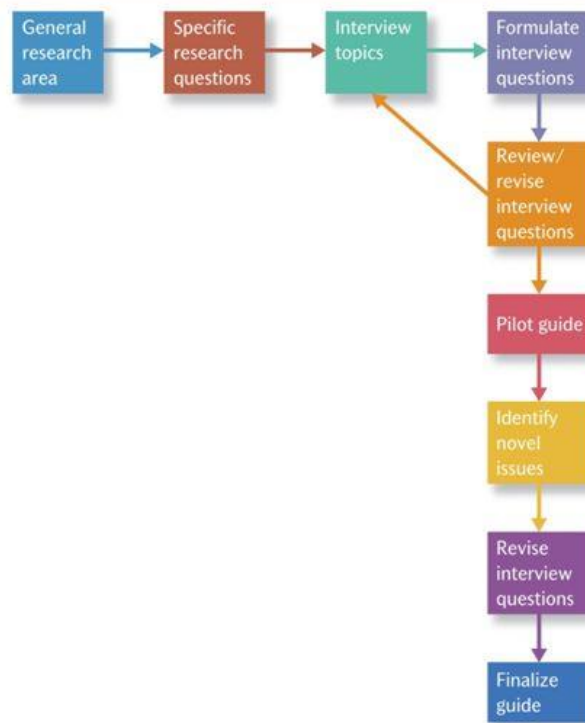 General
research
area
Specific
research
questions
Interview
topics
Formulate
interview
questions
Review/
revise
interview
questions
Pilot guide
Identify
novel
issues
Revise
interview
questions
Finalize
guide